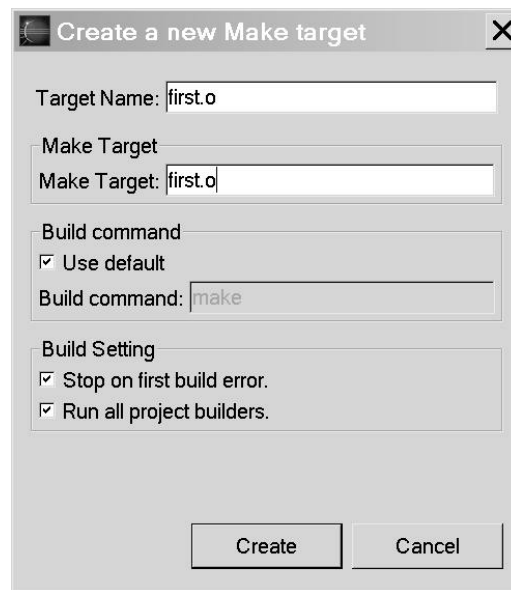 Create a new Make target
Target Name: first.o
Make Target
Make Target: first.o
Build command
Use default
Build command: make
Build Setting
Stop on first build error.
Run all project builders.
Create Cancel